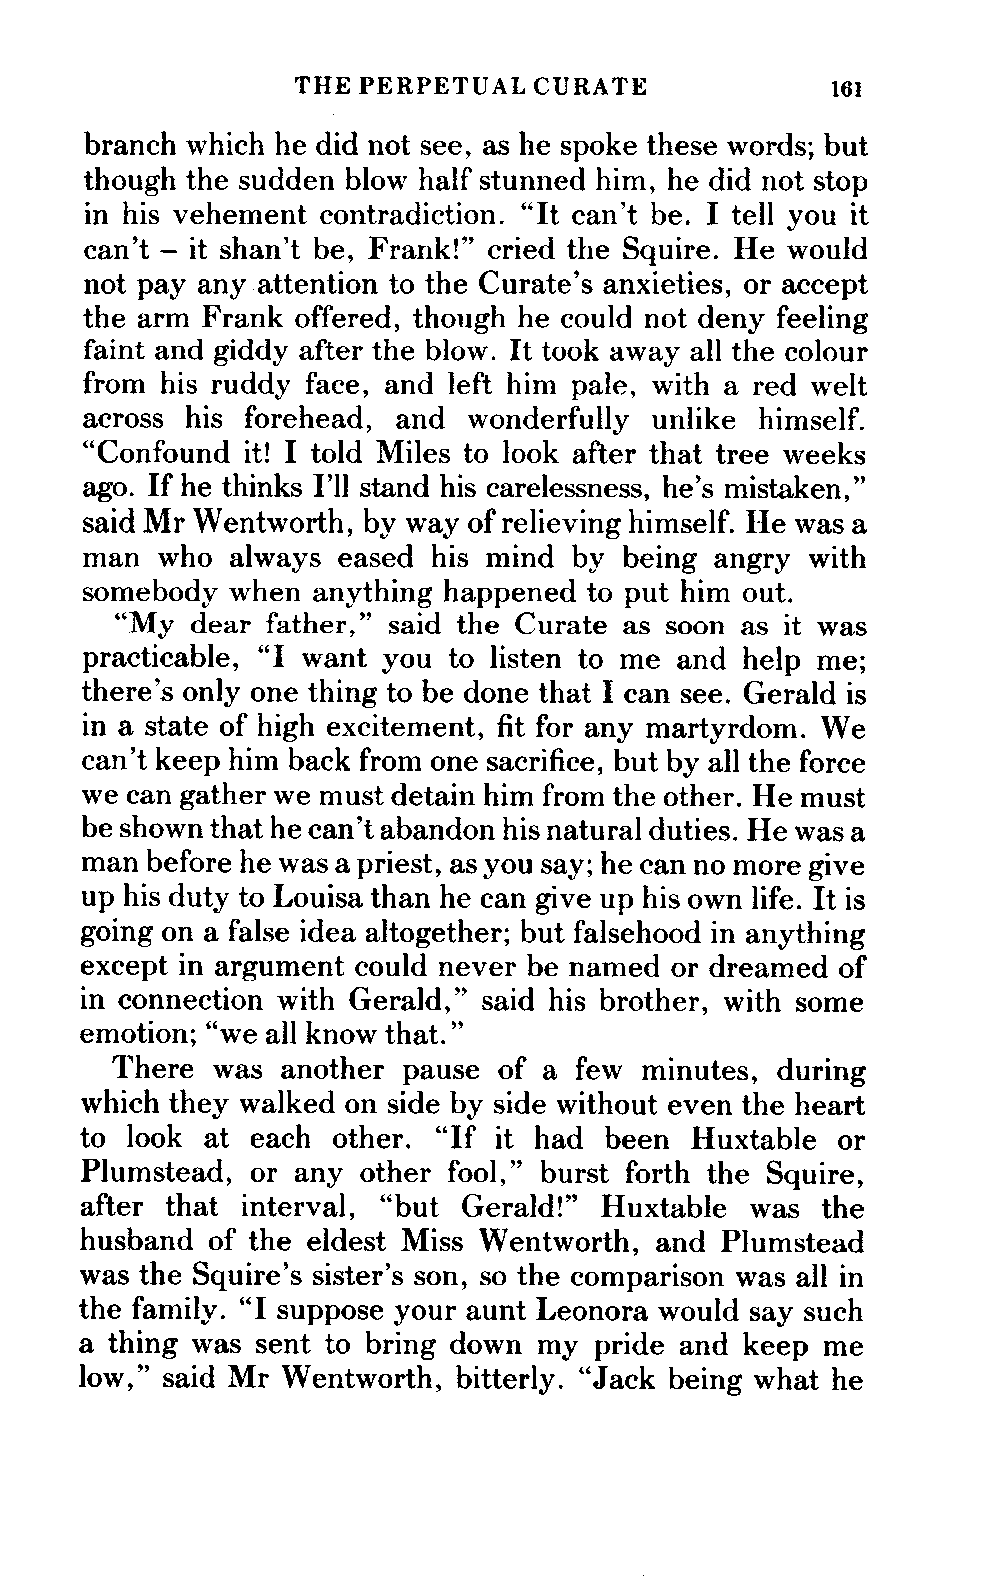 THE PERPETUAL CURATE 161
branch which he did not see, as he spoke these words; but
though the sudden blow half stunned him, he did not stop
in his vehement contradiction. “It can’t be. I tell you it
can’t – it shan’t be, Frank!” cried the Squire. He would
not pay any attention to the Curate’s anxieties, or accept
the arm Frank offered, though he could not deny feeling
faint and giddy after the blow. It took away all the colour
from his ruddy face, and left him pale, with a red welt
across his forehead, and wonderfully unlike himself.
“Confound it! I told Miles to look after that tree weeks
ago. If he thinks I’ll stand his carelessness, he’s mistaken,”
said Mr Wentworth, by way of relieving himself. He was a
man who always eased his mind by being angry with
somebody when anything happened to put him out.
“My dear father,” said the Curate as soon as it was
practicable, “I want you to listen to me and help me;
there’s only one thing to be done that I can see. Gerald is
in a state of high excitement, fit for any martyrdom. We
can’t keep him back from one sacrifice, but by all the force
we can gather we must detain him from the other. He must
be shown that he can’t abandon his natural duties. He was a
man before he was a priest, as you say; he can no more give
up his duty to Louisa than he can give up his own life. It is
going on a false idea altogether; but falsehood in anything
except in argument could never be named or dreamed of
in connection with Gerald,” said his brother, with some
emotion; “we all know that.”
There was another pause of a few minutes, during
which they walked on side by side without even the heart
to look at each other. “If it had been Huxtable or
Plumstead, or any other fool,” burst forth the Squire,
after that interval, “but Gerald!” Huxtable was the
husband of the eldest Miss Wentworth, and Plumstead
was the Squire’s sister’s son, so the comparison was all in
the family. “I suppose your aunt Leonora would say such
a thing was sent to bring down my pride and keep me
low,” said Mr Wentworth, bitterly. “Jack being what he